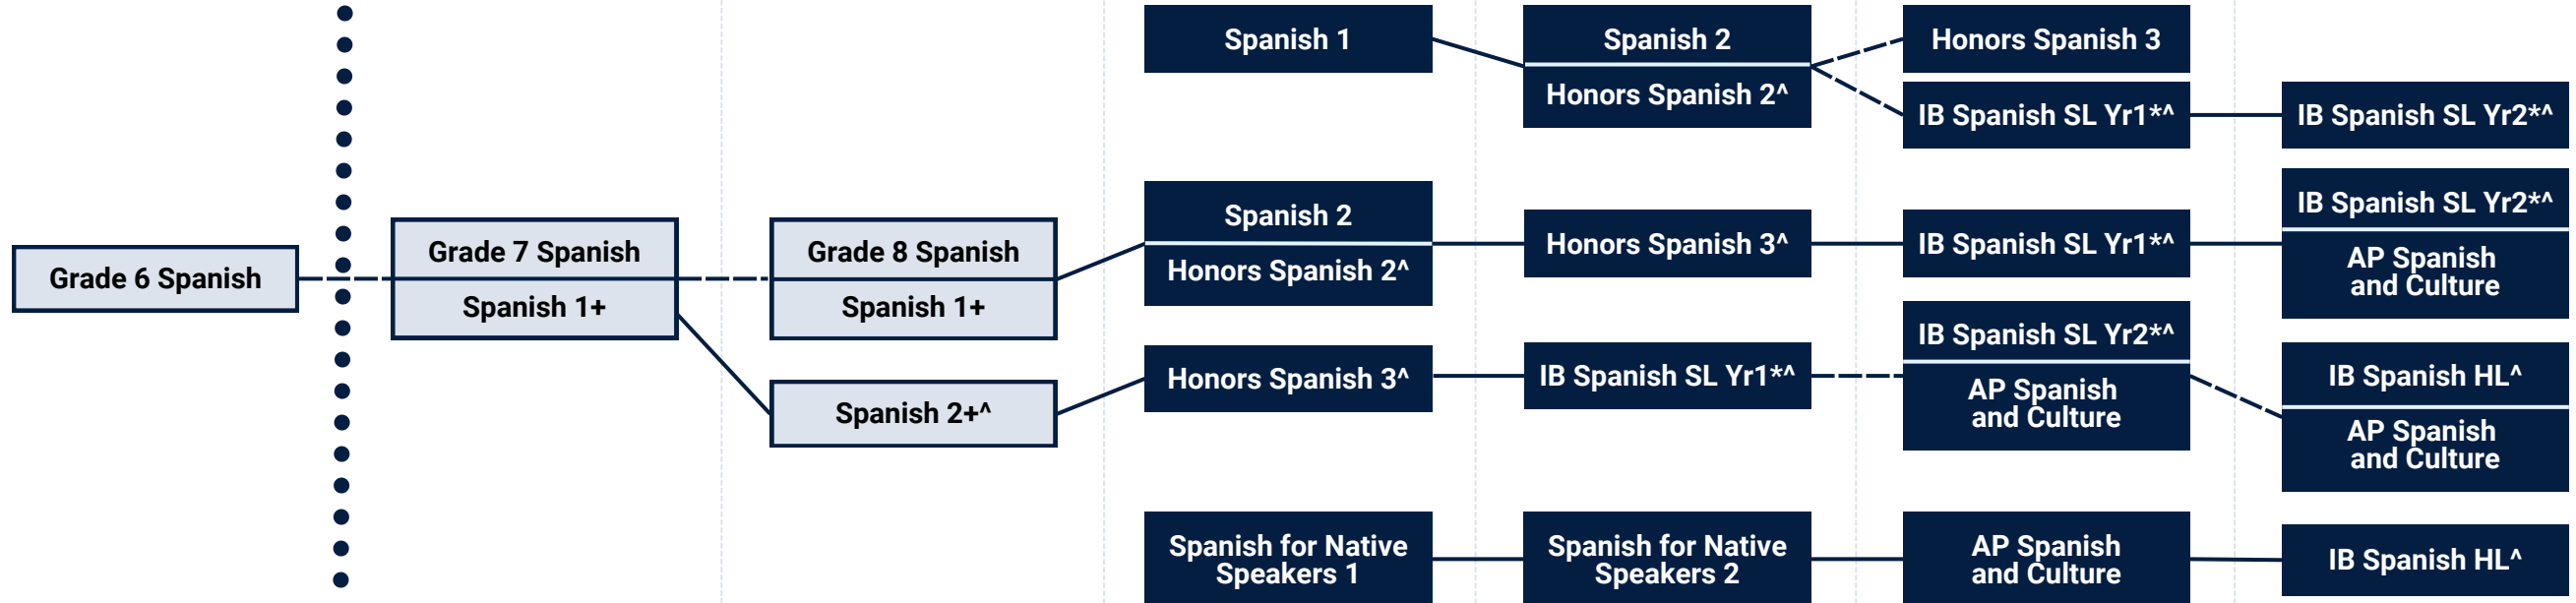 Spanish 1
Spanish 2
Honors Spanish 2^
Honors Spanish 3
IB Spanish SL Yr1*^
IB Spanish SL Yr2*^
Grade 6 Spanish
Grade 7 Spanish
Spanish 1+
Grade 8 Spanish
Spanish 1+
Spanish 2+^
Spanish 2
Honors Spanish 2^
Honors Spanish 3^
IB Spanish SL Yr1*^
IB Spanish SL Yr2*^
AP Spanish
and Culture
Honors Spanish 3^
IB Spanish SL Yr1*^
IB Spanish SL Yr2*^
AP Spanish
and Culture
IB Spanish HL^
AP Spanish
and Culture
Spanish for Native
Speakers 1
Spanish for Native
Speakers 2
AP Spanish
and Culture
IB Spanish HL^